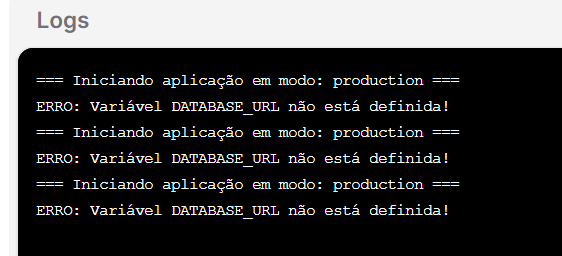 Logs
=== Iniciando aplicação em modo: production ===
ERRO: Variável DATABASE_URL não está definida!
=== Iniciando aplicação em modo: production ===
ERRO: Variável DATABASE_URL não está definida!
=== Iniciando aplicação em modo: production ===
ERRO: Variável DATABASE_URL não está definida!